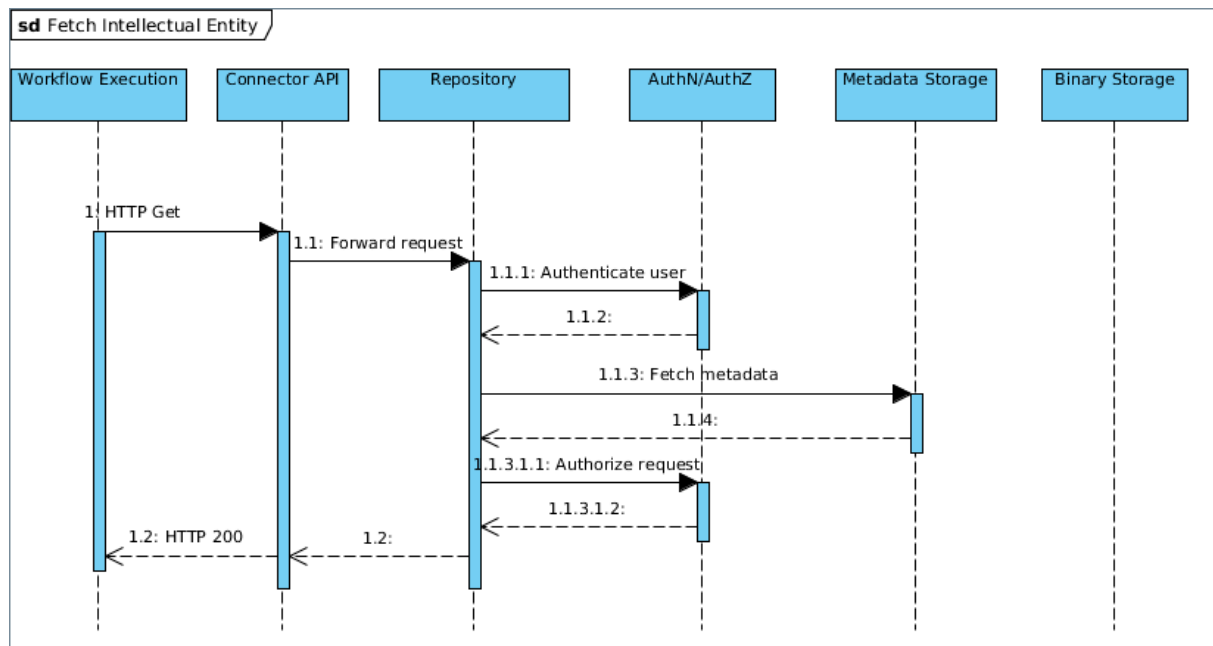 sd Fetch Intellectual Entity
Workflow Execution
Connector API
Repository
AuthN/AuthZ
Metadata Storage
Binary Storage
1: HTTP Get
1.1: Forward request
1.1.1: Authenticate user
1.1.2:
1.1.3: Fetch metadata
1.1.4:
1.1.3.1.1: Authorize request
1.1.3.1.2:
1.2: HTTP 200
1.2: